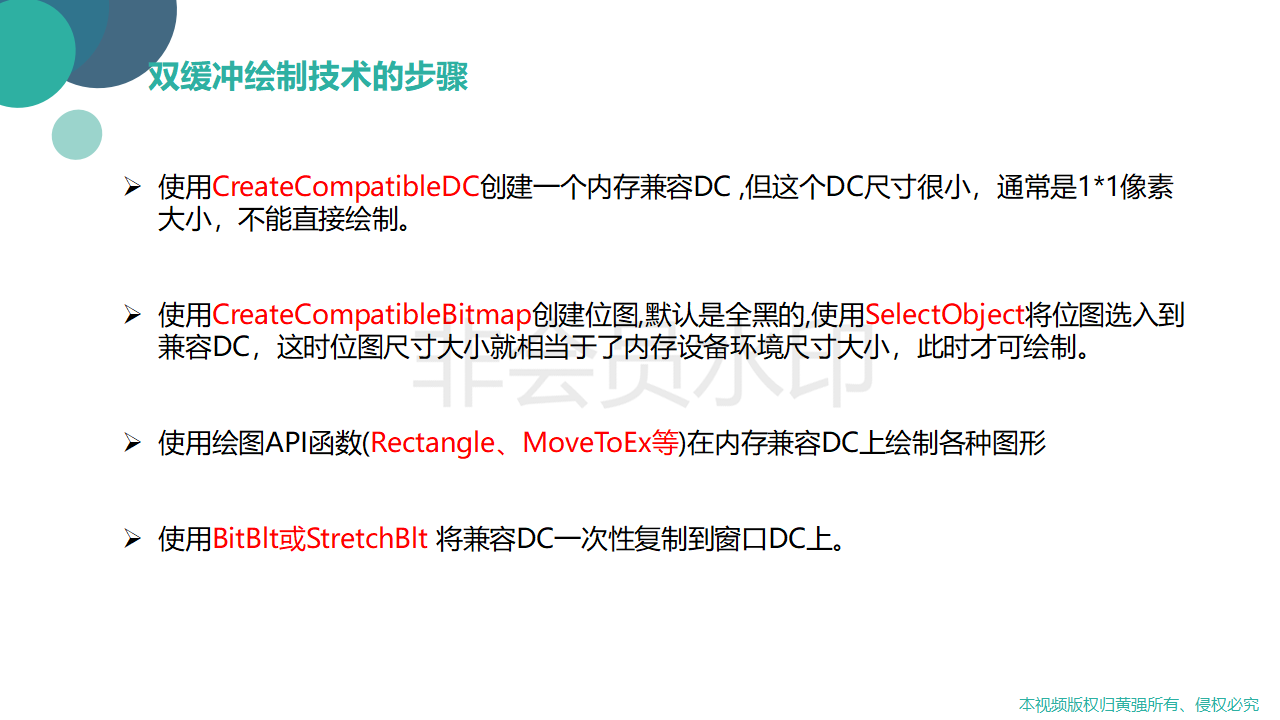 双缓冲绘制技术的步骤
使用CreateCompatibleDC创建一个内存兼容DC ,但这个DC尺寸很小，通常是1*1像素
大小，不能直接绘制。
使用CreateCompatibleBitmap创建位图,默认是全黑的,使用SelectObject将位图选入到
兼容DC，这时位图尺寸大小就相当于了内存设备环境尺寸大小，此时才可绘制。
非会员水印
使用绘图API函数(Rectangle、MoveToEx等)在内存兼容DC上绘制各种图形
使用BitBlt或StretchBlt 将兼容DC一次性复制到窗口DC上。
本视频版权归黄强所有、侵权必究